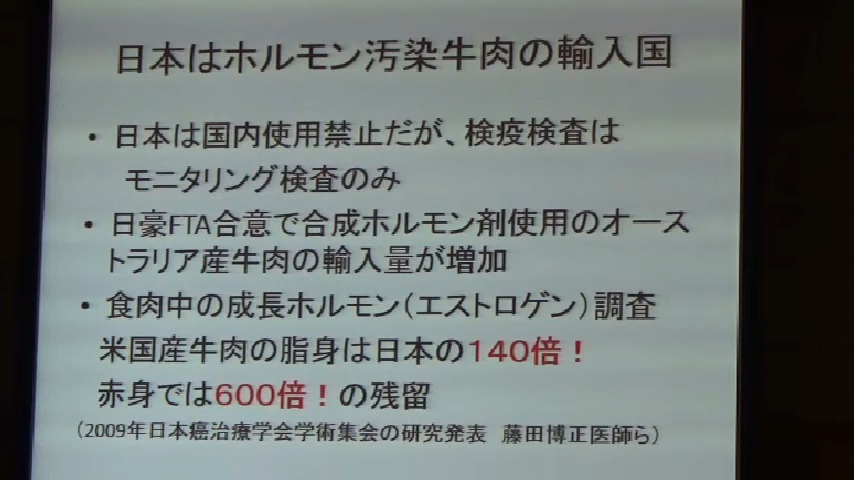 日本はホルモン汚染牛肉の輸入国
・日本は国内使用禁止だが、検疫検査は
モニタリング検査のみ
・日豪FTA合意で合成ホルモン剤使用のオース
トラリア産牛肉の輸入量が増加
・食肉中の成長ホルモン(エストロゲン)調査
米国産牛肉の脂身は日本の140倍!
赤身では600倍!の残留
(2009年日本癌治療学会学術集会の研究発表 藤田博正医師ら)